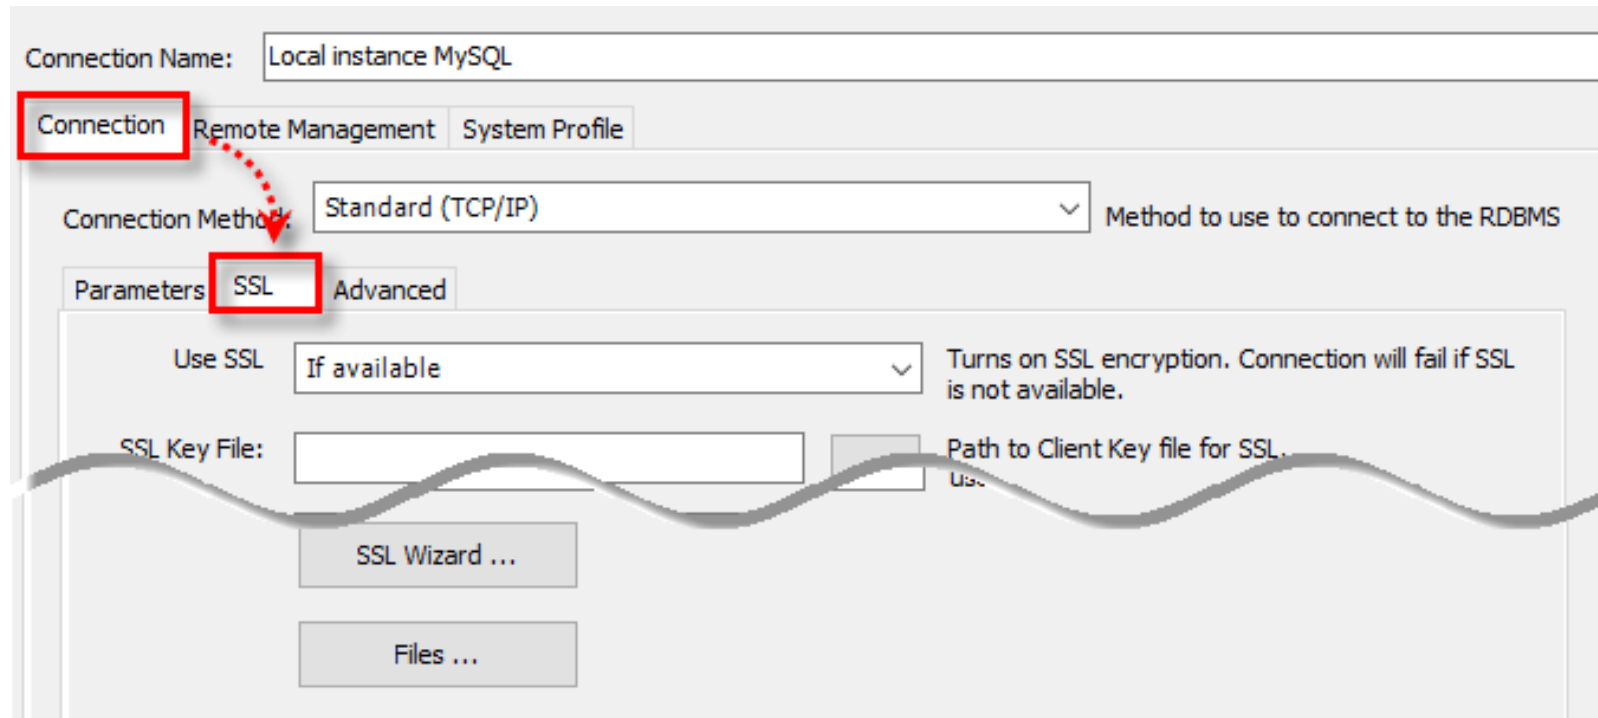 Connection Name: Local instance MySQL
Connection Remote Management System Profile
Connection Method: Standard (TCP/IP) Method to use to connect to the RDBMS
Parameters SSL Advanced
Use SSL If available Turns on SSL encryption. Connection will fail if SSL
is not available.
SSL Key File: Path to Client Key file for SSL.
SSL Wizard ...
Files ...